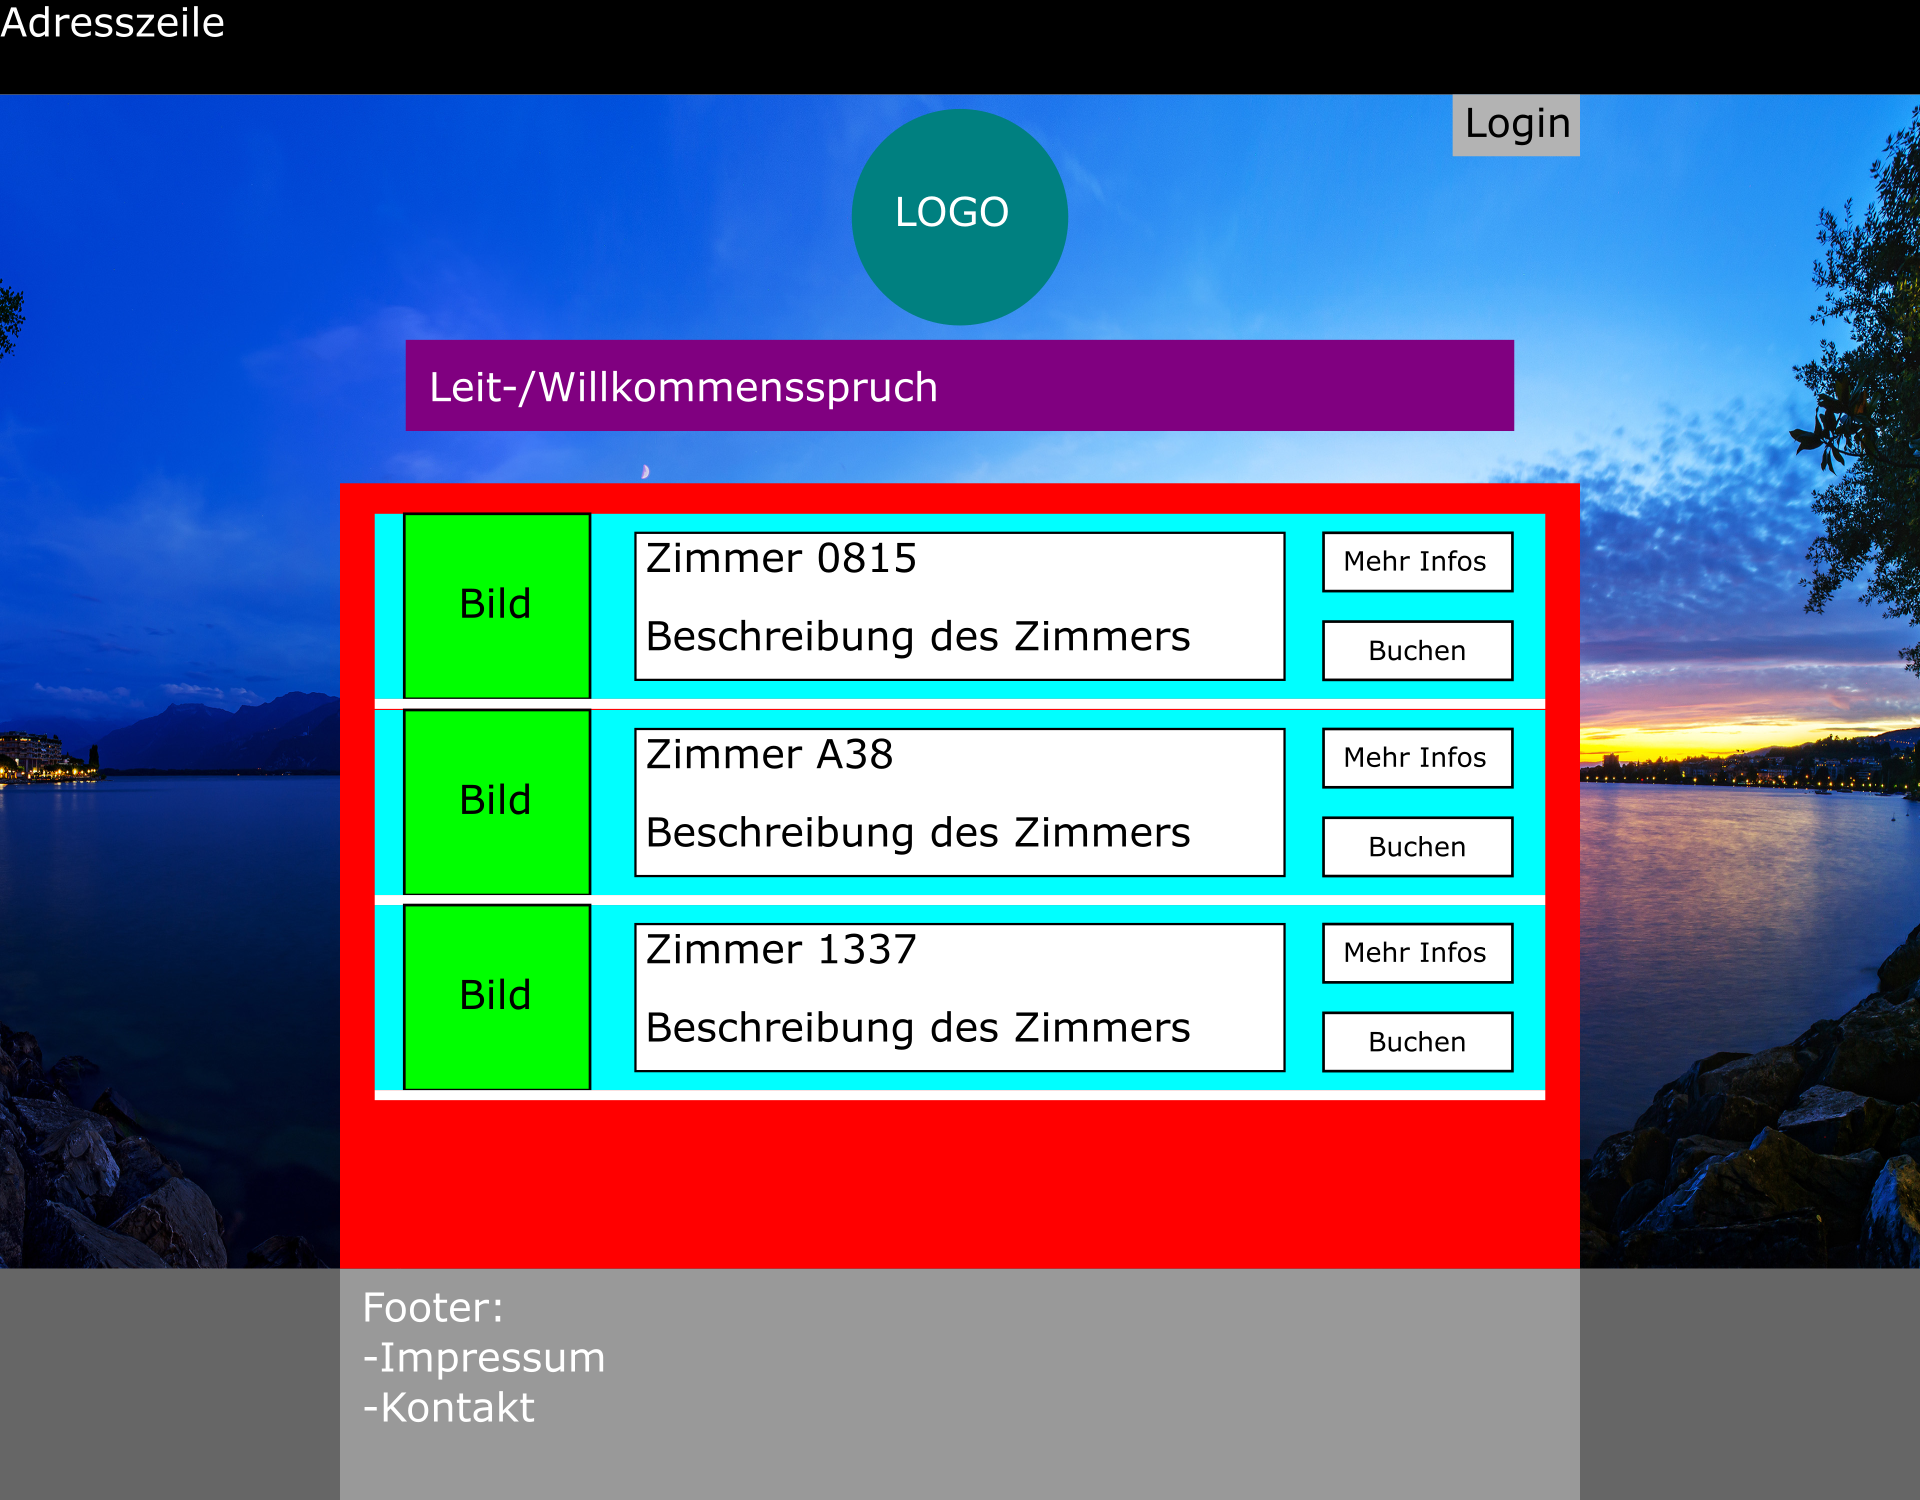 Adresszeile
Login
LOGO
Leit-/Willkommensspruch
Bild
Zimmer 0815
Beschreibung des Zimmers
Mehr Infos
Buchen
Bild
Zimmer A38
Beschreibung des Zimmers
Mehr Infos
Buchen
Bild
Zimmer 1337
Beschreibung des Zimmers
Mehr Infos
Buchen
Footer:
-Impressum
-Kontakt